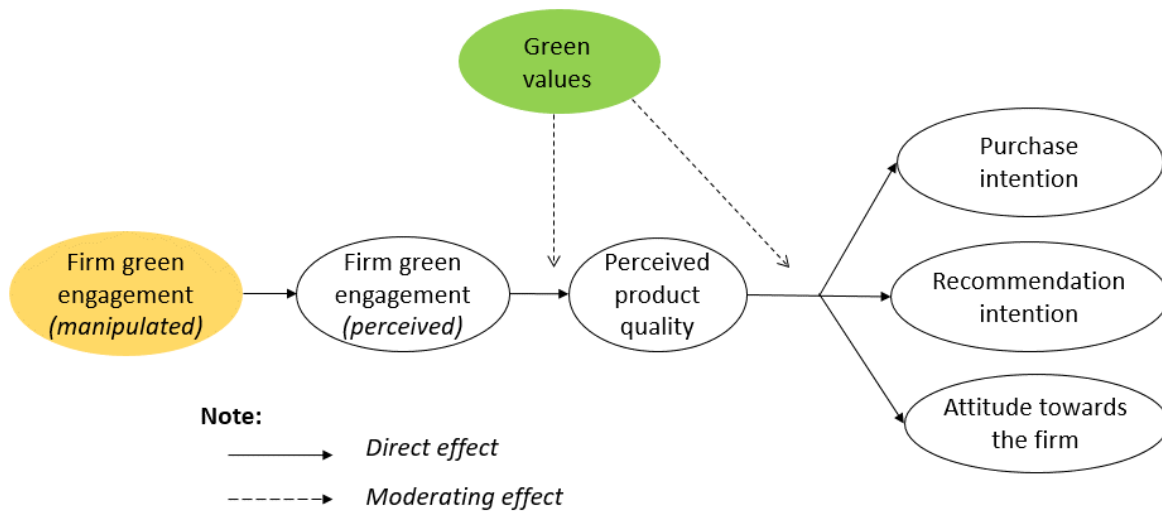 Green
values
Purchase
intention
Firm green
engagement
(manipulated)
Firm green
engagement
(perceived)
Perceived
product
quality
Recommendation
intention
Attitude towards
the firm
Note:
Direct effect
Moderating effect